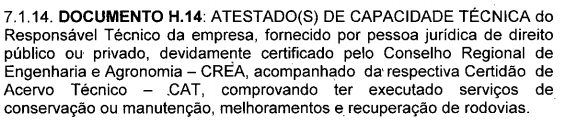 7.1.14. DOCUMENTO H.14: ATESTADO(S) DE CAPACIDADE TÉCNICA do
Responsável Técnico da empresa, fornecido por pessoa jurídica de direito
público ou privado, devidamente certificado pelo Conselho Regional de
Engenharia e Agronomia – CREA, acompanhado da respectiva Certidão de
Acervo Técnico – CAT, comprovando ter executado serviços de
conservação ou manutenção, melhoramentos e recuperação de rodovias.